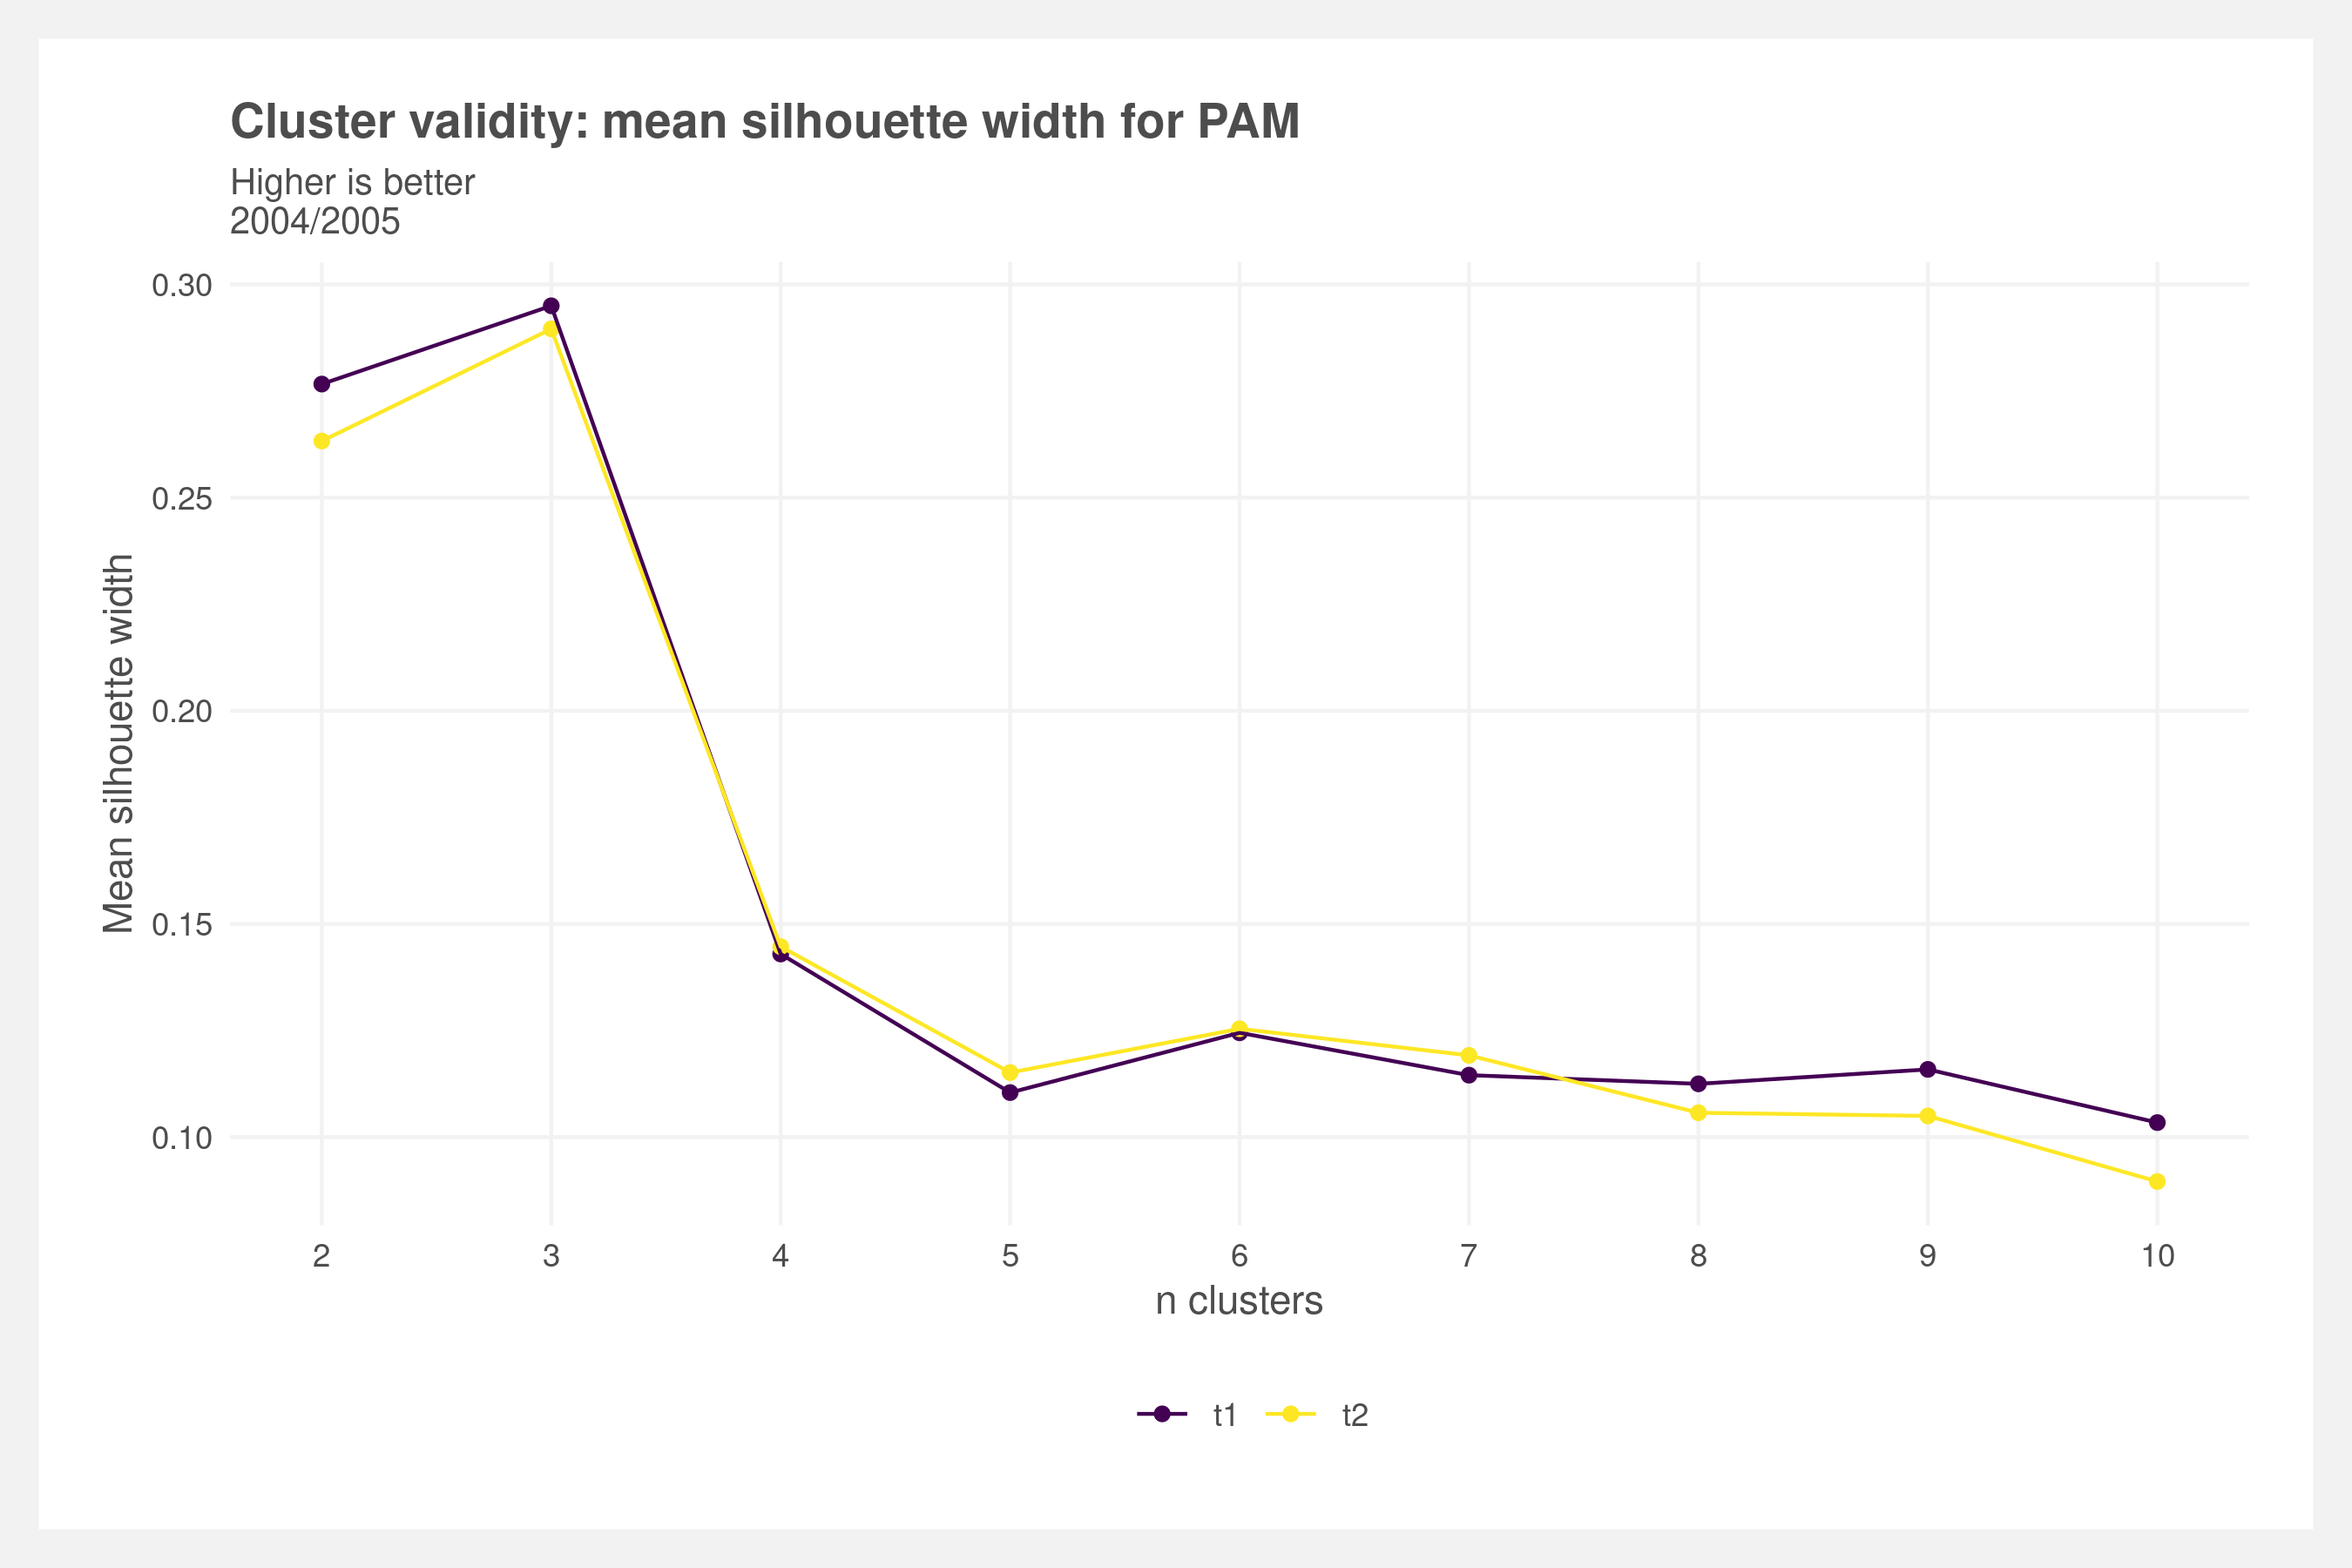 Cluster validity: mean silhouette width for PAM
Higher is better
2004/2005
Mean silhouette width
0.30
0.25
0.20
0.15
0.10
2 3 4 5 6 7 8 9 10
n clusters
t1 t2